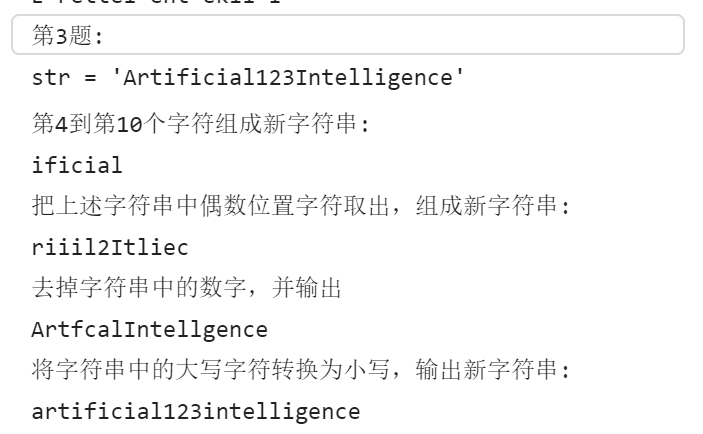 第3题:
str = 'Artificial123Intelligence'
第4到第10个字符组成新字符串:
ificial
把上述字符串中偶数位置字符取出，组成新字符串:
riiil2Itliec
去掉字符串中的数字，并输出
ArtfcalIntellgence
将字符串中的大写字符转换为小写，输出新字符串:
artificial123intelligence